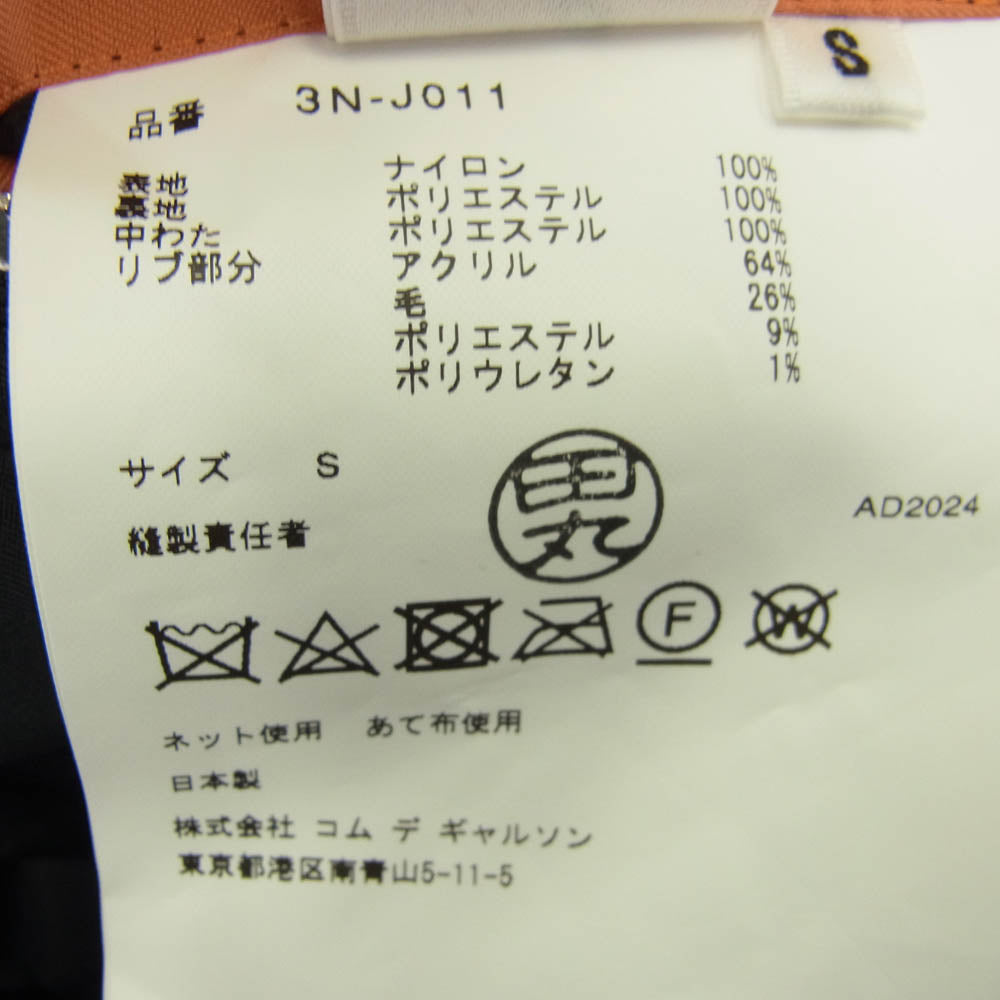 S
品番 3N-J011
表地 ナイロン 100%
裏地 ポリエステル 100%
中わた ポリエステル 100%
リブ部分 アクリル 64%
毛 26%
ポリエステル 9%
ポリウレタン 1%
サイズ S
縫製責任者
AD2024
F W
ネット使用 あて布使用
日本製
株式会社 コム デ ギャルソン
東京都港区南青山5-11-5